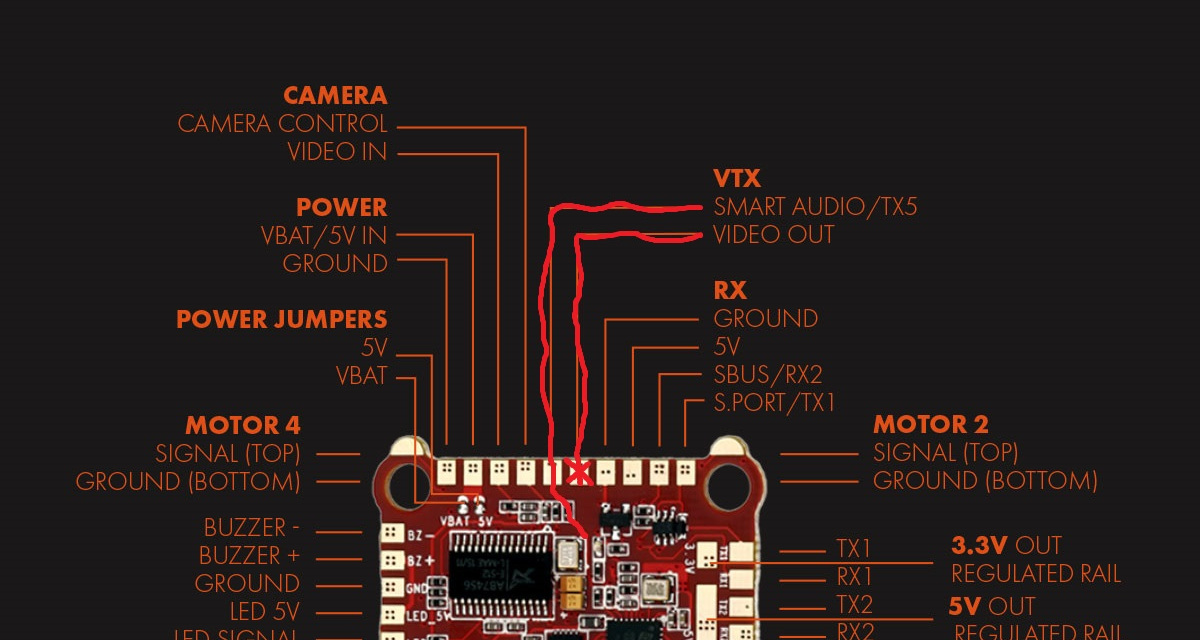 CAMERA
CAMERA CONTROL
VIDEO IN
POWER
VBAT/5V IN
GROUND
POWER JUMPERS
5V
VBAT
VTX
SMART AUDIO/TX5
VIDEO OUT
RX
GROUND
5V
SBUS/RX2
S.PORT/TX1
MOTOR 4
SIGNAL (TOP)
GROUND (BOTTOM)
MOTOR 2
SIGNAL (TOP)
GROUND (BOTTOM)
BUZZER -
BUZZER +
GROUND
LED 5V
LED SIGNAL
VBAT 5V
BZ-
BZ+
GND
LED_5V
3.3V
TX1
RX1
TX2
TX1
RX1
TX2
RX2
3.3V OUT
REGULATED RAIL
5V OUT
REGULATED RAIL